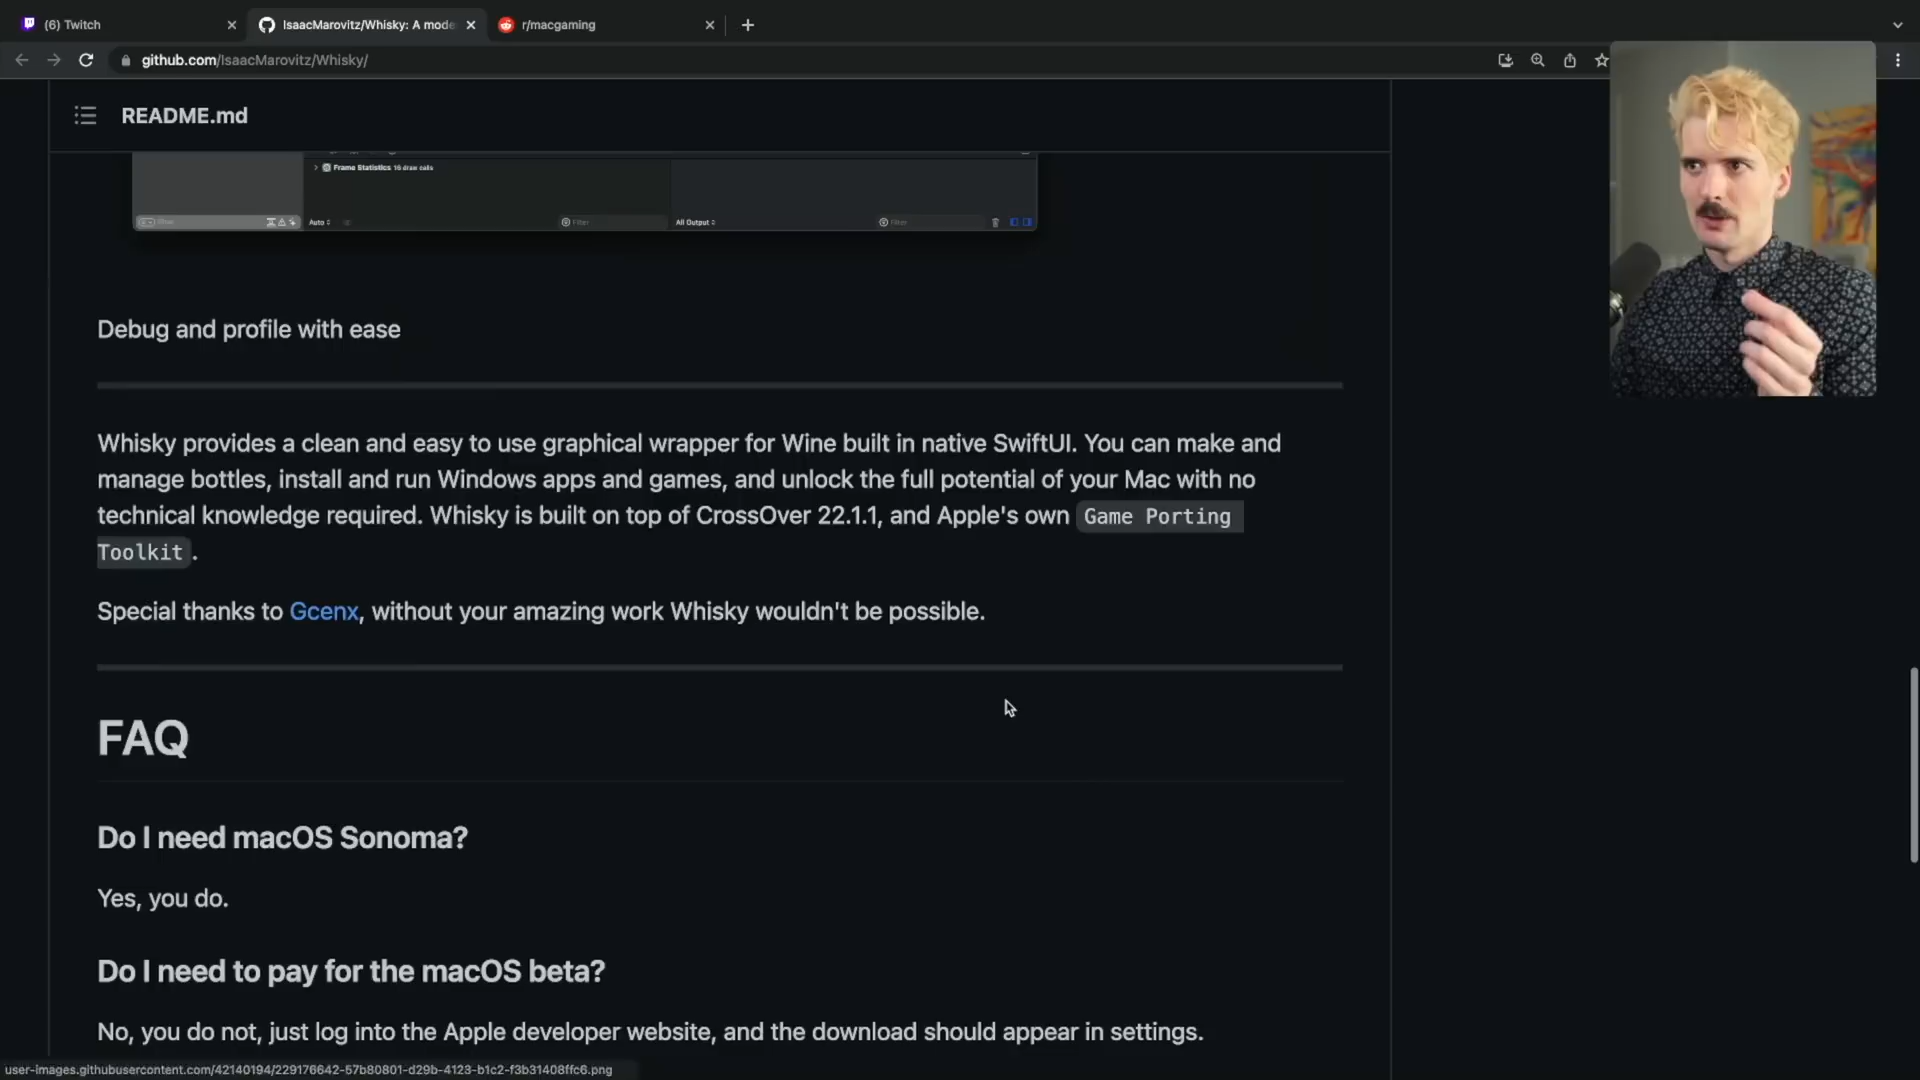 (6) Twitch
IsaacMarovitz/Whisky: A mode
r/macgaming
github.com/IsaacMarovitz/Whisky/
README.md
Frame Statistics 16 draw calls
Auto
Filter
All Output
Filter
Debug and profile with ease
Whisky provides a clean and easy to use graphical wrapper for Wine built in native SwiftUI. You can make and
manage bottles, install and run Windows apps and games, and unlock the full potential of your Mac with no
technical knowledge required. Whisky is built on top of CrossOver 22.1.1, and Apple's own Game Porting
Toolkit.
Special thanks to Gcenx, without your amazing work Whisky wouldn't be possible.
FAQ
Do I need macOS Sonoma?
Yes, you do.
Do I need to pay for the macOS beta?
No, you do not, just log into the Apple developer website, and the download should appear in settings.
user-images.githubusercontent.com/42140194/229176642-57b80801-d29b-4123-b1c2-f3b31408ffc6.png